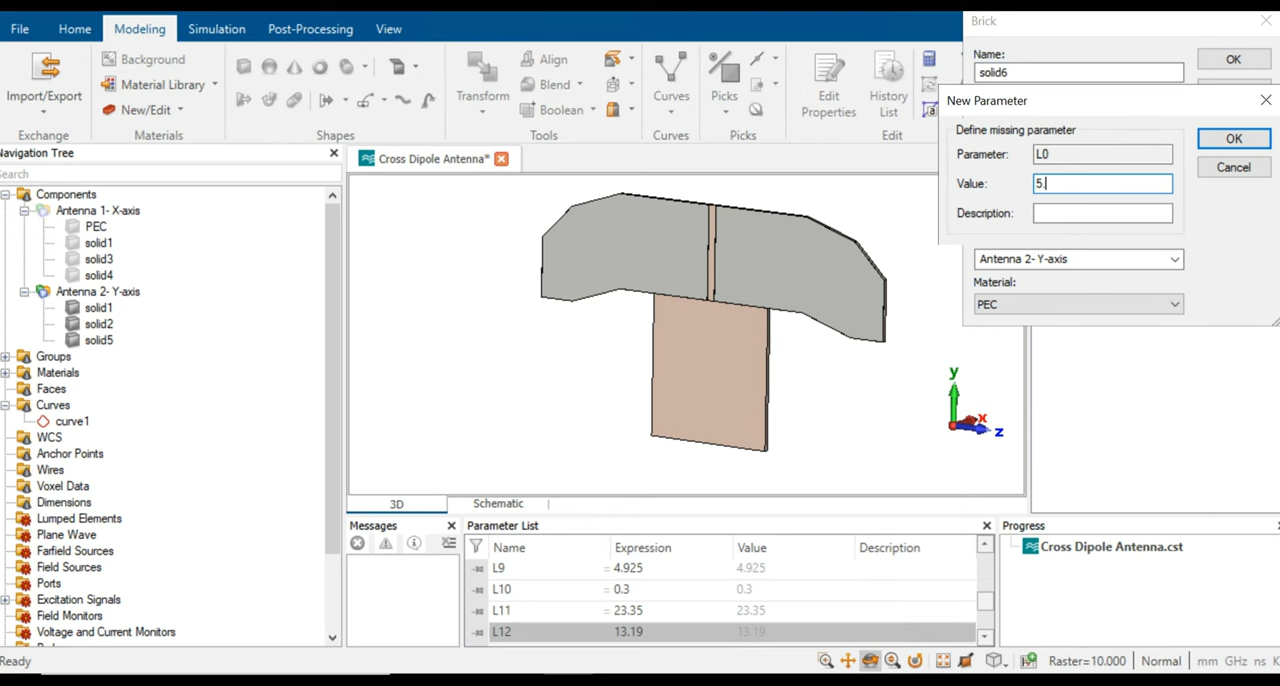 File Home Modeling Simulation Post-Processing View
Brick
Name:
solid6
OK
Import/Export
Background
Material Library
New/Edit
Transform
Align
Blend
Boolean
Curves
Picks
Edit Properties
History List
Exchange Materials Shapes Tools Curves Picks Edit
New Parameter
Define missing parameter
Parameter: L0
Value: 5.
Description:
OK
Cancel
Antenna 2- Y-axis
Material:
PEC
Navigation Tree
Search
Components
Antenna 1- X-axis
PEC
solid1
solid3
solid4
Antenna 2- Y-axis
solid1
solid2
solid5
Groups
Materials
Faces
Curves
curve1
WCS
Anchor Points
Wires
Voxel Data
Dimensions
Lumped Elements
Plane Wave
Farfield Sources
Field Sources
Ports
Excitation Signals
Field Monitors
Voltage and Current Monitors
Cross Dipole Antenna*
y
x
z
3D Schematic
Messages
Parameter List
Name Expression Value Description
L9 = 4.925 4.925
L10 = 0.3 0.3
L11 = 23.35 23.35
L12 = 13.19 13.19
Progress
Cross Dipole Antenna.cst
Ready
Raster=10.000 Normal mm GHz ns K